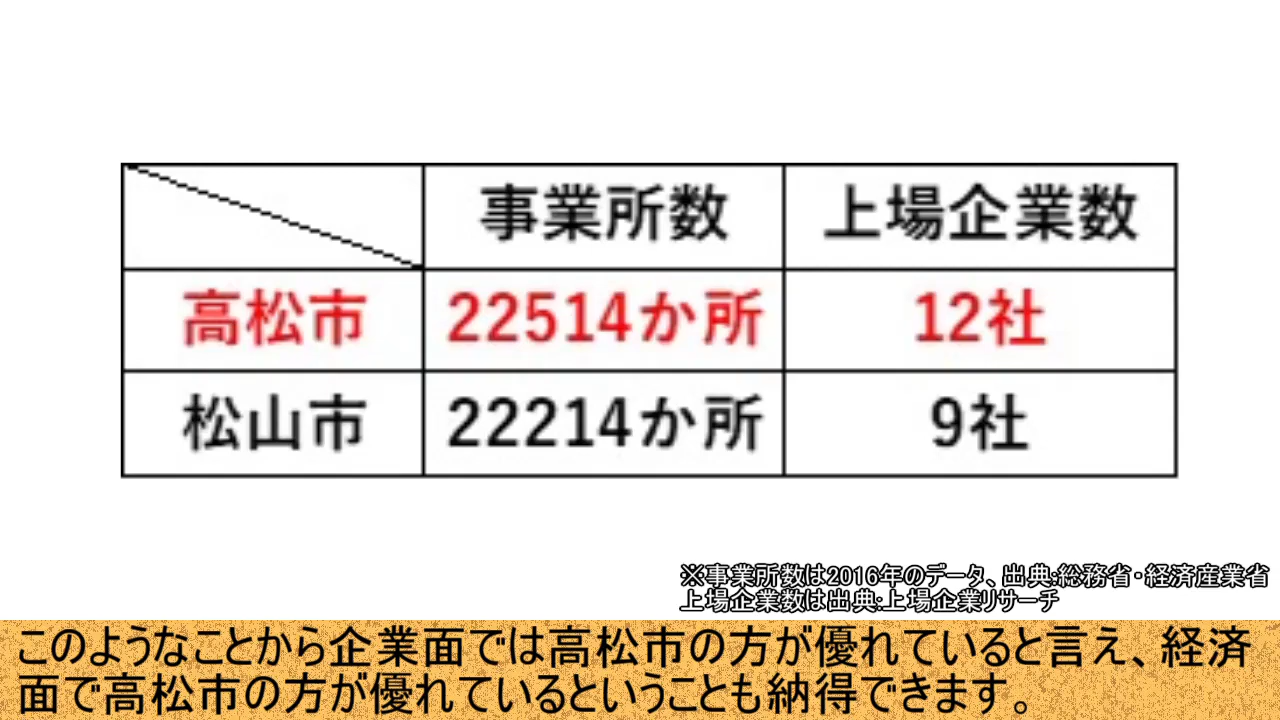 事業所数 上場企業数
高松市 22514か所 12社
松山市 22214か所 9社
※事業所数は2016年のデータ、出典:総務省・経済産業省
上場企業数は出典:上場企業リサーチ
このようなことから企業面では高松市の方が優れていると言え、経済
面で高松市の方が優れているということも納得できます。